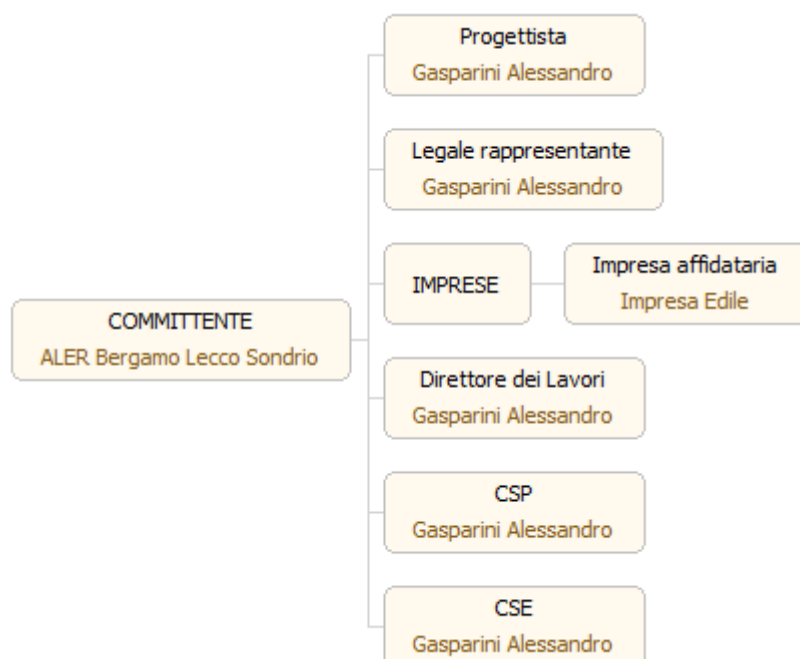 Progettista
Gasparini Alessandro
Legale rappresentante
Gasparini Alessandro
IMPRESE
Impresa affidataria
Impresa Edile
COMMITTENTE
ALER Bergamo Lecco Sondrio
Direttore dei Lavori
Gasparini Alessandro
CSP
Gasparini Alessandro
CSE
Gasparini Alessandro